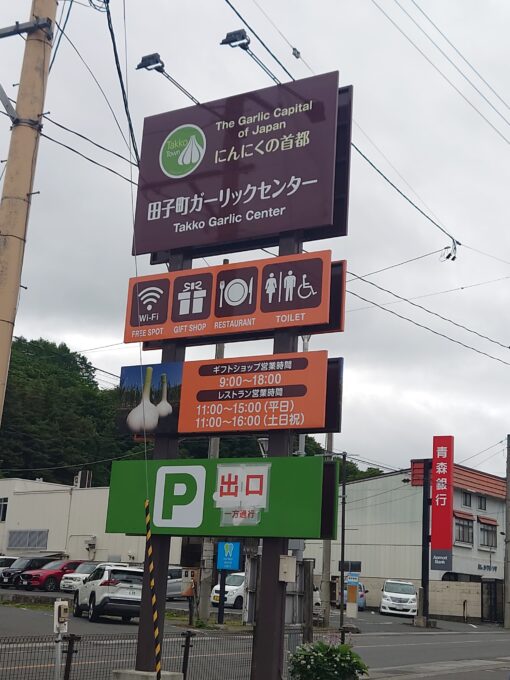 The Garlic Capital
of Japan
にんにくの首都
Takko
Town
田子町ガーリックセンター
Takko Garlic Center
Wi-Fi
FREE SPOT
GIFT SHOP
RESTAURANT
TOILET
ギフトショップ営業時間
9:00〜18:00
レストラン営業時間
11:00〜15:00（平日）
11:00〜16:00（土日祝）
P
出口
一方通行
青森銀行
Aomori Bank